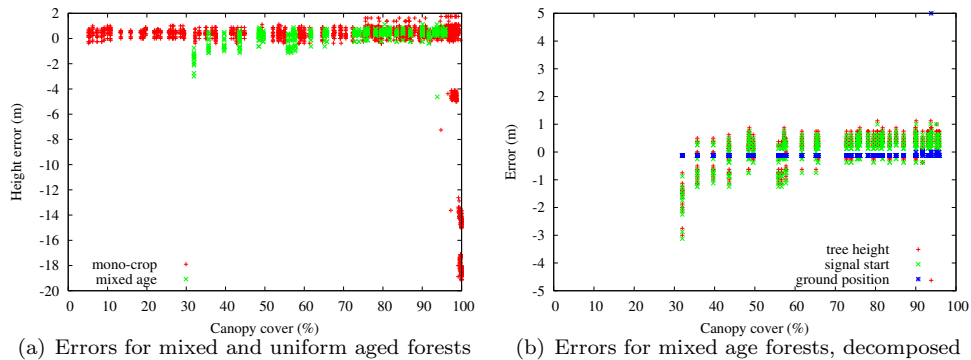 2
0
-2
-4
-6
-8
-10
-12
-14
-16
-18
-20
Height error (m)
0 10 20 30 40 50 60 70 80 90 100
Canopy cover (%)
mono-crop
mixed age
(a) Errors for mixed and uniform aged forests
5
4
3
2
1
0
-1
-2
-3
-4
-5
Error (m)
0 10 20 30 40 50 60 70 80 90 100
Canopy cover (%)
tree height
signal start
ground position
(b) Errors for mixed age forests, decomposed